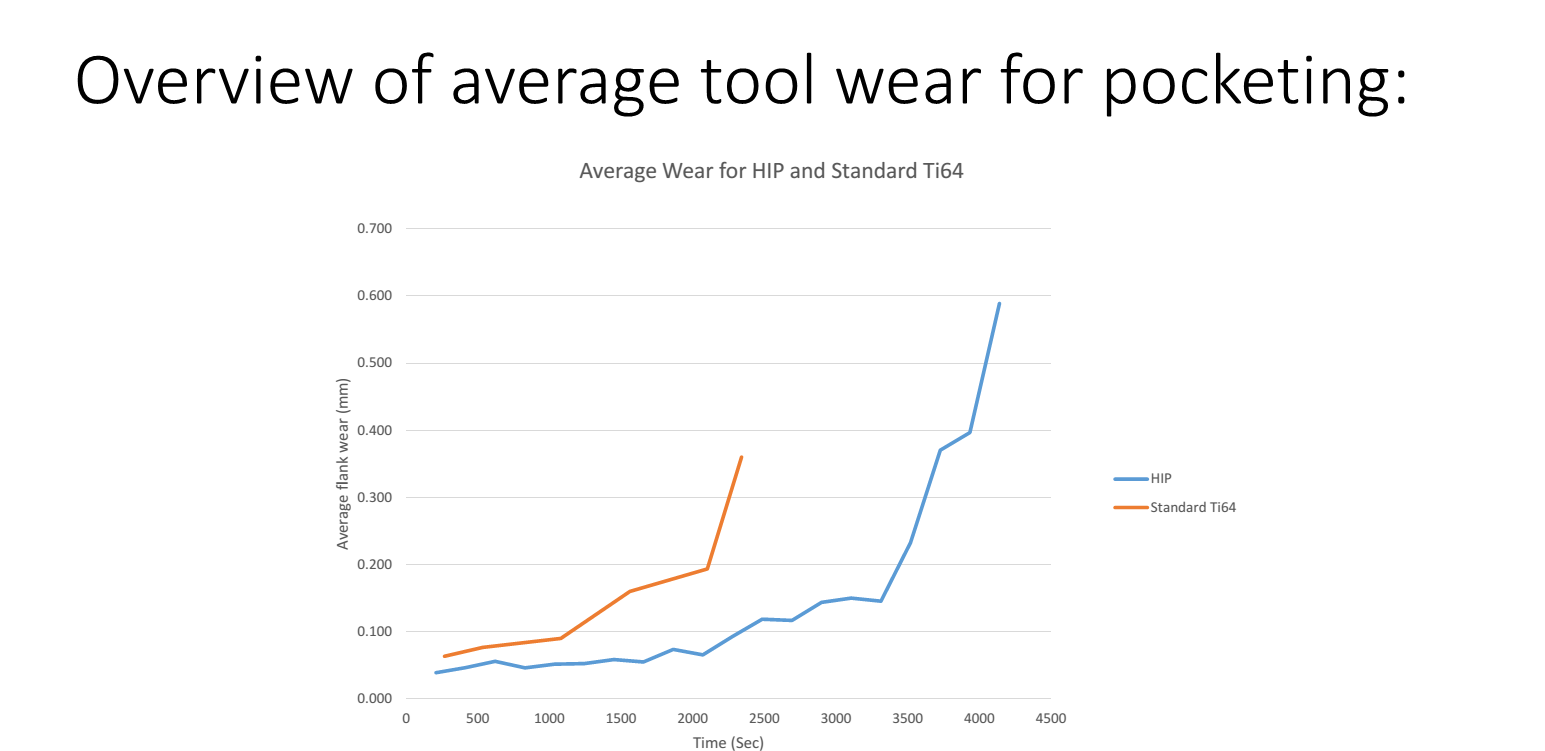 Overview of average tool wear for pocketing:
Average Wear for HIP and Standard Ti64
0.700
0.600
0.500
0.400
0.300
0.200
0.100
0.000
Average flank wear (mm)
0 500 1000 1500 2000 2500 3000 3500 4000 4500
Time (Sec)
HIP
Standard Ti64